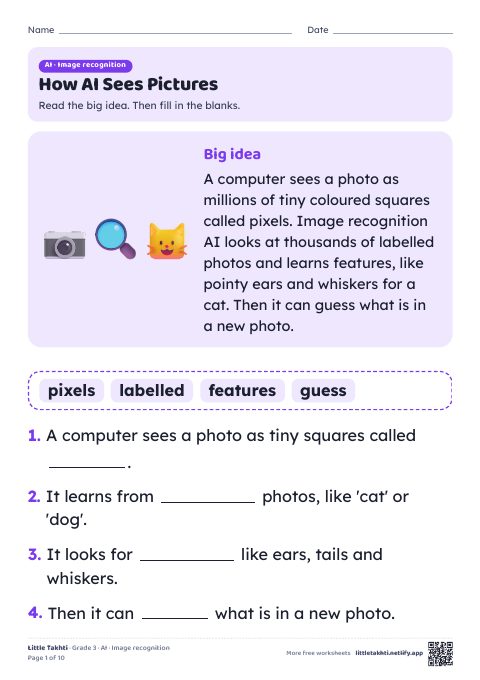 Name Date
AI · Image recognition
How AI Sees Pictures
Read the big idea. Then fill in the blanks.
Big idea
A computer sees a photo as
millions of tiny coloured squares
called pixels. Image recognition
AI looks at thousands of labelled
photos and learns features, like
pointy ears and whiskers for a
cat. Then it can guess what is in
a new photo.
pixels labelled features guess
1. A computer sees a photo as tiny squares called
__________.
2. It learns from __________ photos, like 'cat' or
'dog'.
3. It looks for __________ like ears, tails and
whiskers.
4. Then it can __________ what is in a new photo.
Little Takhti · Grade 3 · AI · Image recognition
Page 1 of 10
More free worksheets · littletakhti.netlify.app